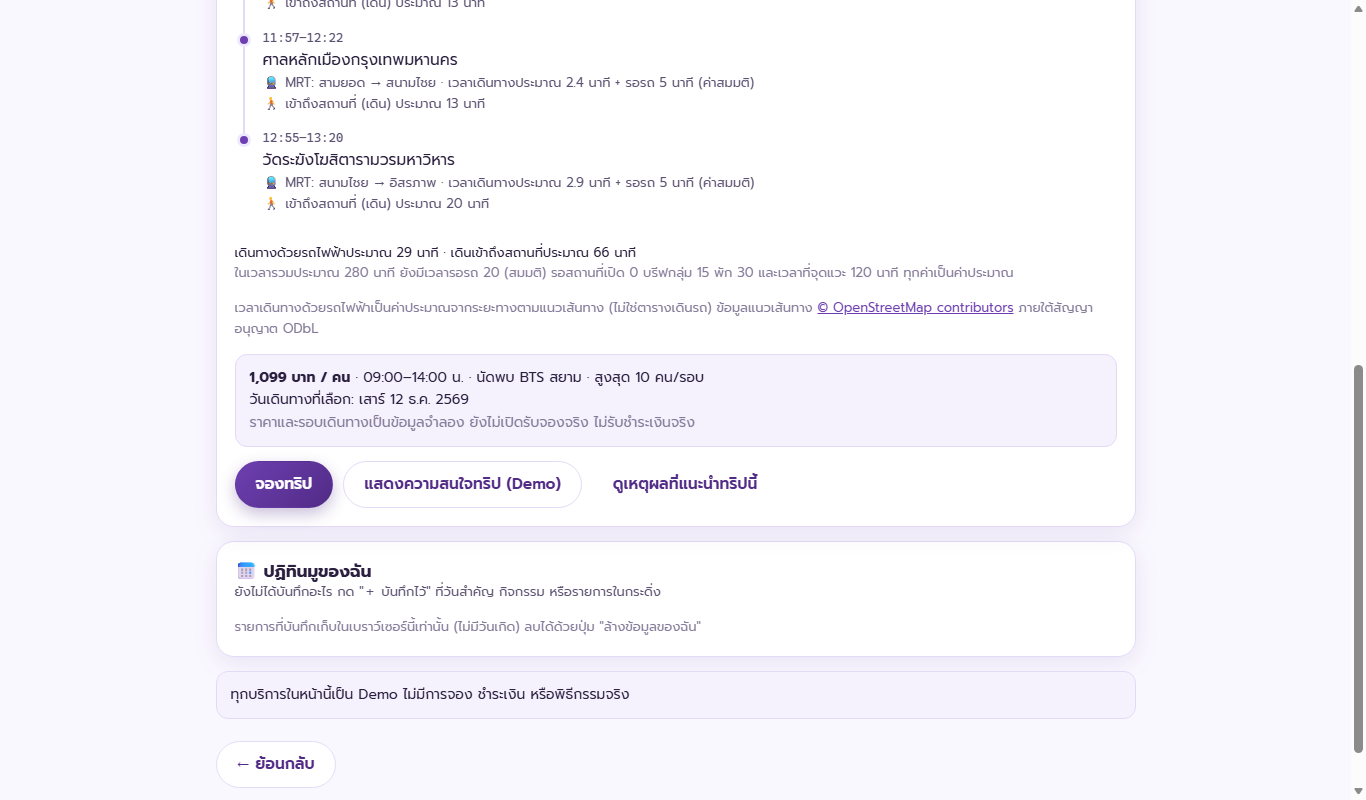 เข้าถึงสถานที่ (เดิน) ประมาณ 13 นาที
11:57–12:22
ศาลหลักเมืองกรุงเทพมหานคร
MRT: สามยอด → สนามไชย · เวลาเดินทางประมาณ 2.4 นาที + รอรถ 5 นาที (ค่าสมมติ)
เข้าถึงสถานที่ (เดิน) ประมาณ 13 นาที
12:55–13:20
วัดระฆังโฆสิตารามวรมหาวิหาร
MRT: สนามไชย → อิสรภาพ · เวลาเดินทางประมาณ 2.9 นาที + รอรถ 5 นาที (ค่าสมมติ)
เข้าถึงสถานที่ (เดิน) ประมาณ 20 นาที
เดินทางด้วยรถไฟฟ้าประมาณ 29 นาที · เดินเข้าถึงสถานที่ประมาณ 66 นาที
ในเวลารวมประมาณ 280 นาที ยังมีเวลารอรถ 20 (สมมติ) รอสถานที่เปิด 0 บรีฟกลุ่ม 15 พัก 30 และเวลาที่จุดแวะ 120 นาที ทุกค่าเป็นค่าประมาณ
เวลาเดินทางด้วยรถไฟฟ้าเป็นค่าประมาณจากระยะทางตามแนวเส้นทาง (ไม่ใช่ตารางเดินรถ) ข้อมูลแนวเส้นทาง © OpenStreetMap contributors ภายใต้สัญญา
อนุญาต ODbL
1,099 บาท / คน · 09:00–14:00 น. · นัดพบ BTS สยาม · สูงสุด 10 คน/รอบ
วันเดินทางที่เลือก: เสาร์ 12 ธ.ค. 2569
ราคาและรอบเดินทางเป็นข้อมูลจำลอง ยังไม่เปิดรับจองจริง ไม่รับชำระเงินจริง
จองทริป แสดงความสนใจทริป (Demo) ดูเหตุผลที่แนะนำทริปนี้
ปฏิทินมูของฉัน
ยังไม่ได้บันทึกอะไร กด "+ บันทึกไว้" ที่วันสำคัญ กิจกรรม หรือรายการในกระดิ่ง
รายการที่บันทึกเก็บในเบราว์เซอร์นี้เท่านั้น (ไม่มีวันเกิด) ลบได้ด้วยปุ่ม "ล้างข้อมูลของฉัน"
ทุกบริการในหน้านี้เป็น Demo ไม่มีการจอง ชำระเงิน หรือพิธีกรรมจริง
← ย้อนกลับ